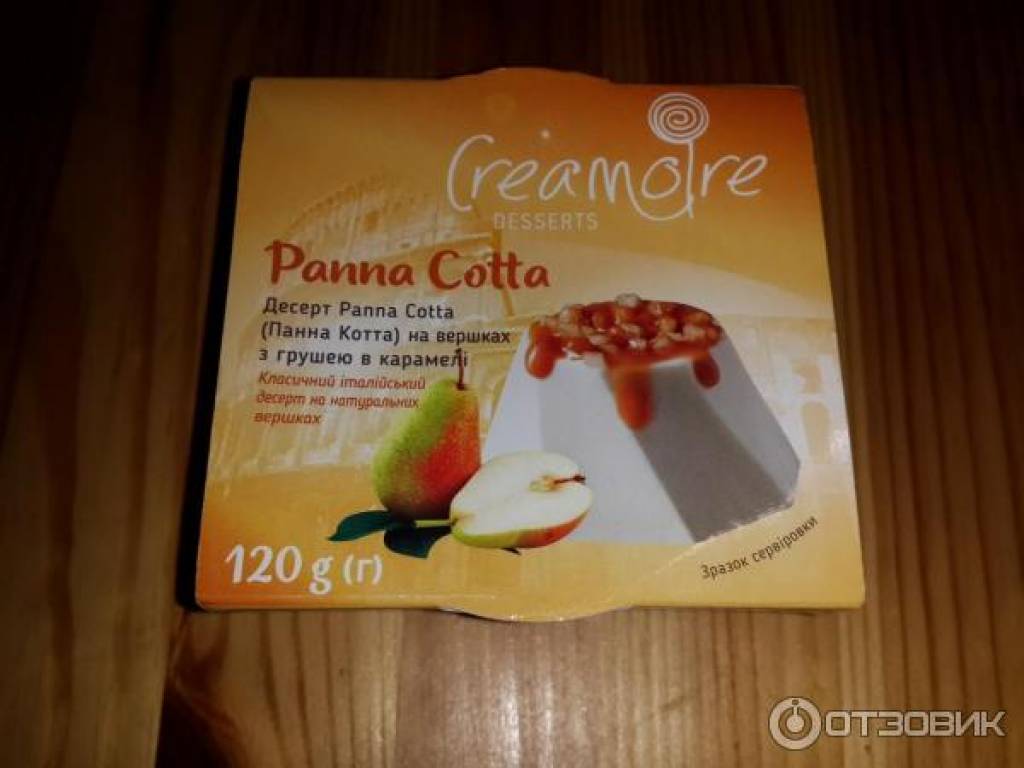 Creamoire
DESSERTS
Panna Cotta
Десерт Panna Cotta
(Панна Котта) на вершках
з грушею в карамелі
Класичний італійський
десерт на натуральних
вершках
120 g (г)
Зразок сервіровки
ОТЗОВИК